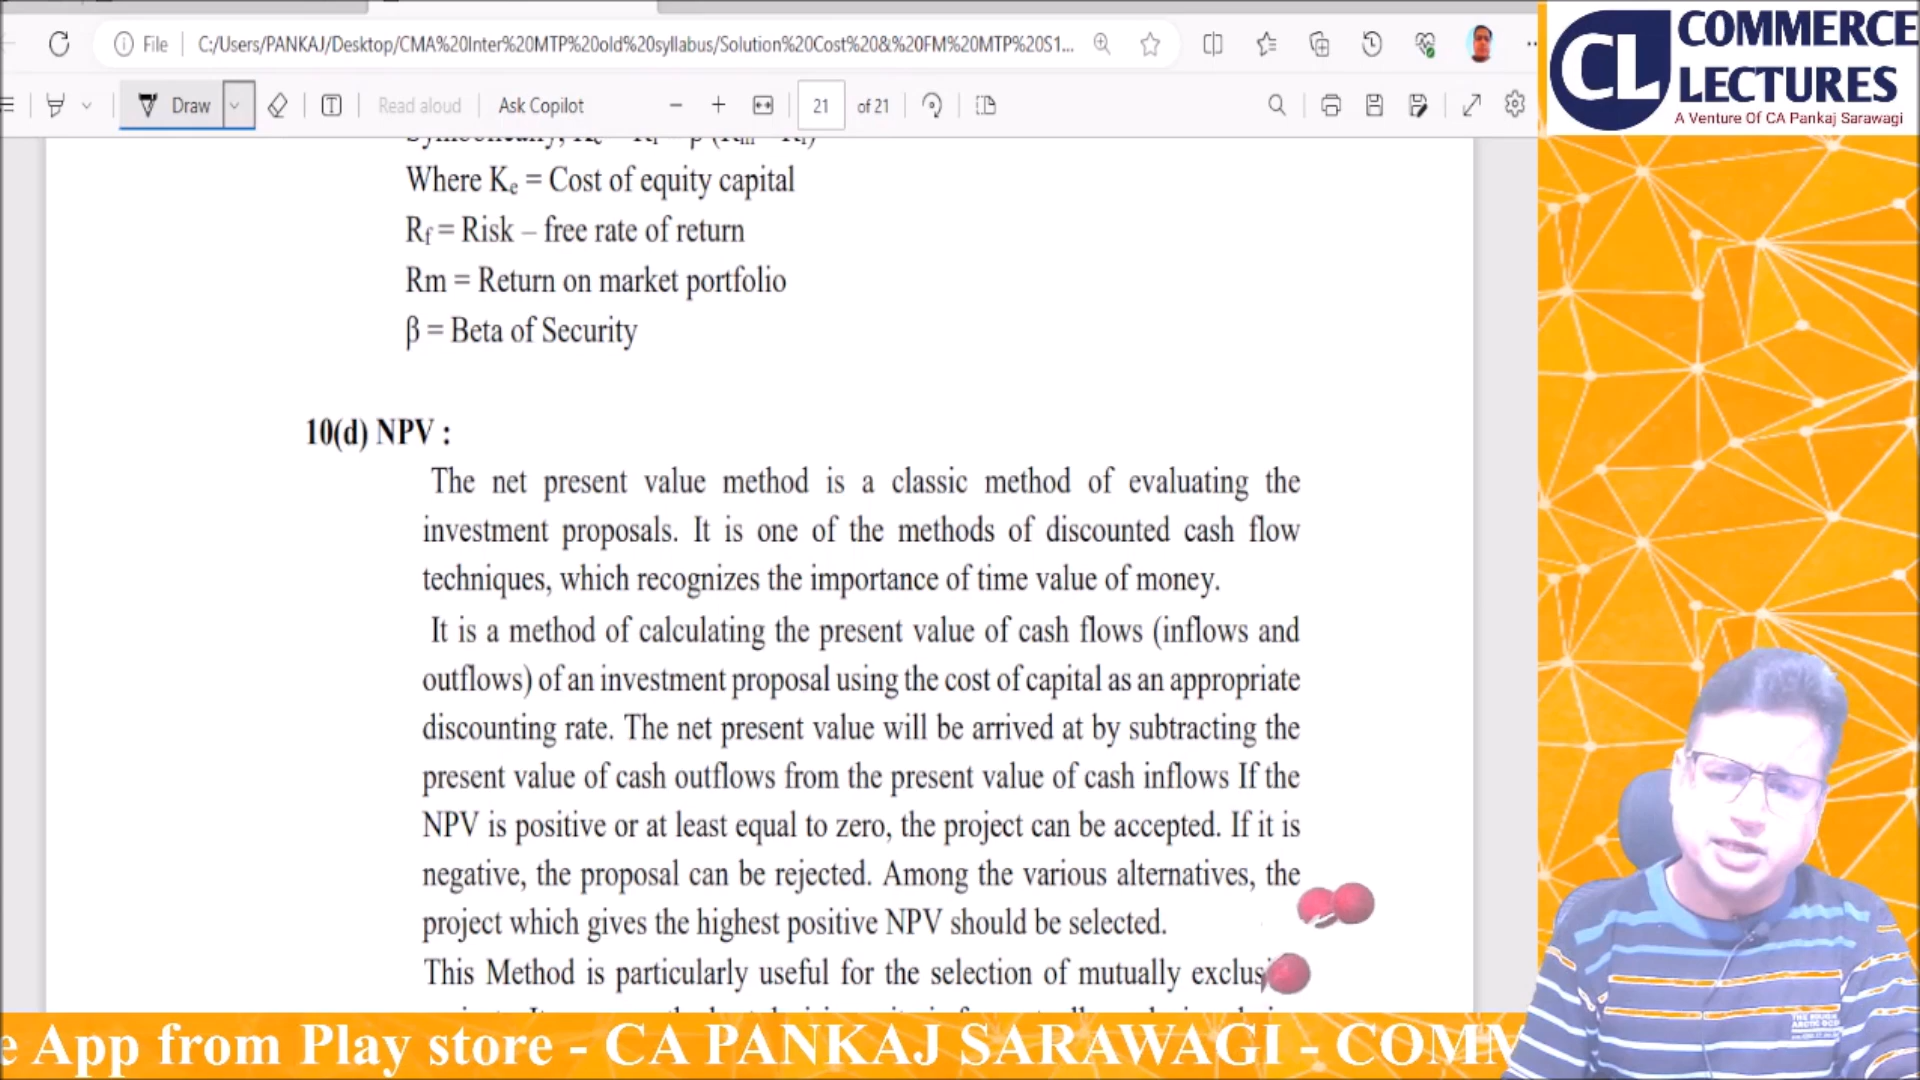 File
C:/Users/PANKAJ/Desktop/CMA%20Inter%20MTP%20old%20syllabus/Solution%20Cost%20&%20FM%20MTP%20S1...
Draw
Read aloud
Ask Copilot
21 of 21
CL COMMERCE
LECTURES
A Venture Of CA Pankaj Sarawagi
Where Ke = Cost of equity capital
Rf = Risk – free rate of return
Rm = Return on market portfolio
β = Beta of Security
10(d) NPV :
The net present value method is a classic method of evaluating the
investment proposals. It is one of the methods of discounted cash flow
techniques, which recognizes the importance of time value of money.
It is a method of calculating the present value of cash flows (inflows and
outflows) of an investment proposal using the cost of capital as an appropriate
discounting rate. The net present value will be arrived at by subtracting the
present value of cash outflows from the present value of cash inflows If the
NPV is positive or at least equal to zero, the project can be accepted. If it is
negative, the proposal can be rejected. Among the various alternatives, the
project which gives the highest positive NPV should be selected.
This Method is particularly useful for the selection of mutually exclus
e App from Play store - CA PANKAJ SARAWAGI - COMM